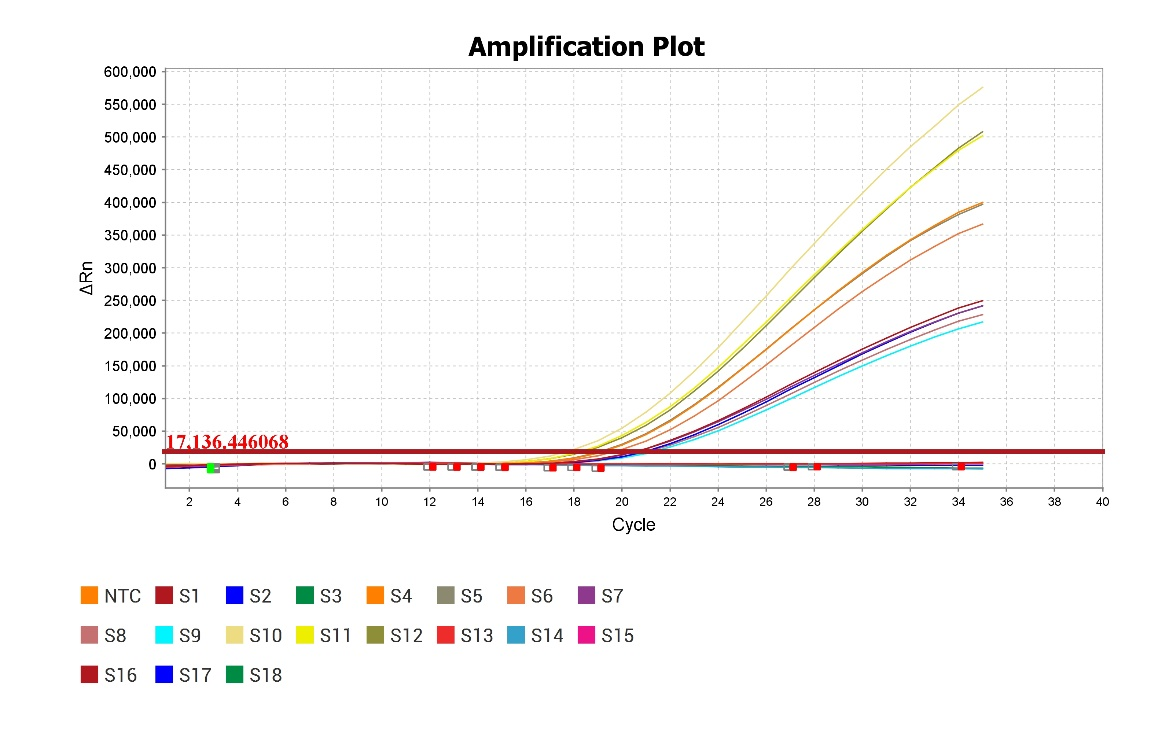 Amplification Plot
600,000
550,000
500,000
450,000
400,000
350,000
300,000
250,000
200,000
150,000
100,000
50,000
17,136.446068
0
ΔRn
2 4 6 8 10 12 14 16 18 20 22 24 26 28 30 32 34 36 38 40
Cycle
NTC S1 S2 S3 S4 S5 S6 S7
S8 S9 S10 S11 S12 S13 S14 S15
S16 S17 S18